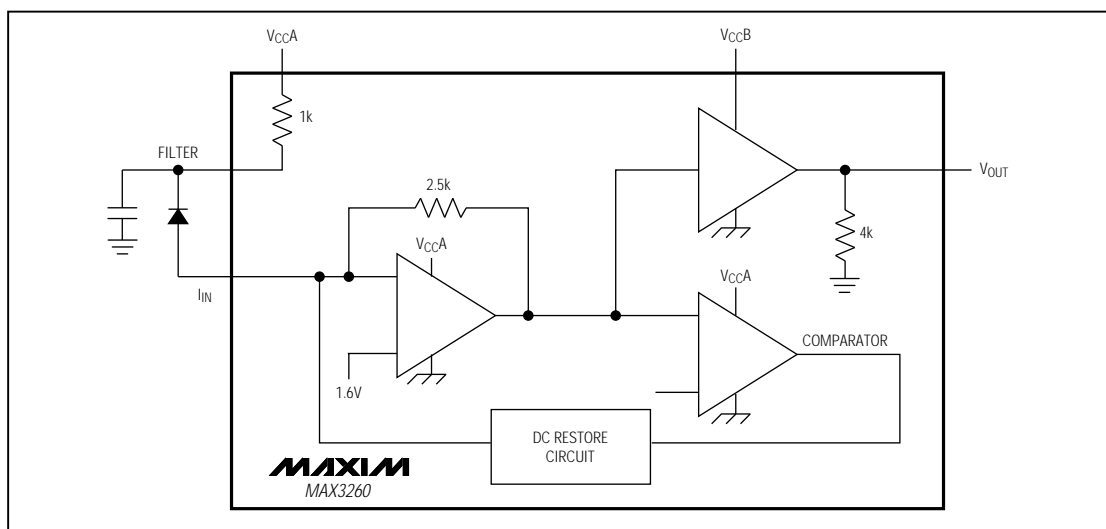 VCCA
VCCB
1k
FILTER
2.5k
VOUT
VCCA
4k
IIN
VCCA
COMPARATOR
1.6V
DC RESTORE
CIRCUIT
MAXIM
MAX3260